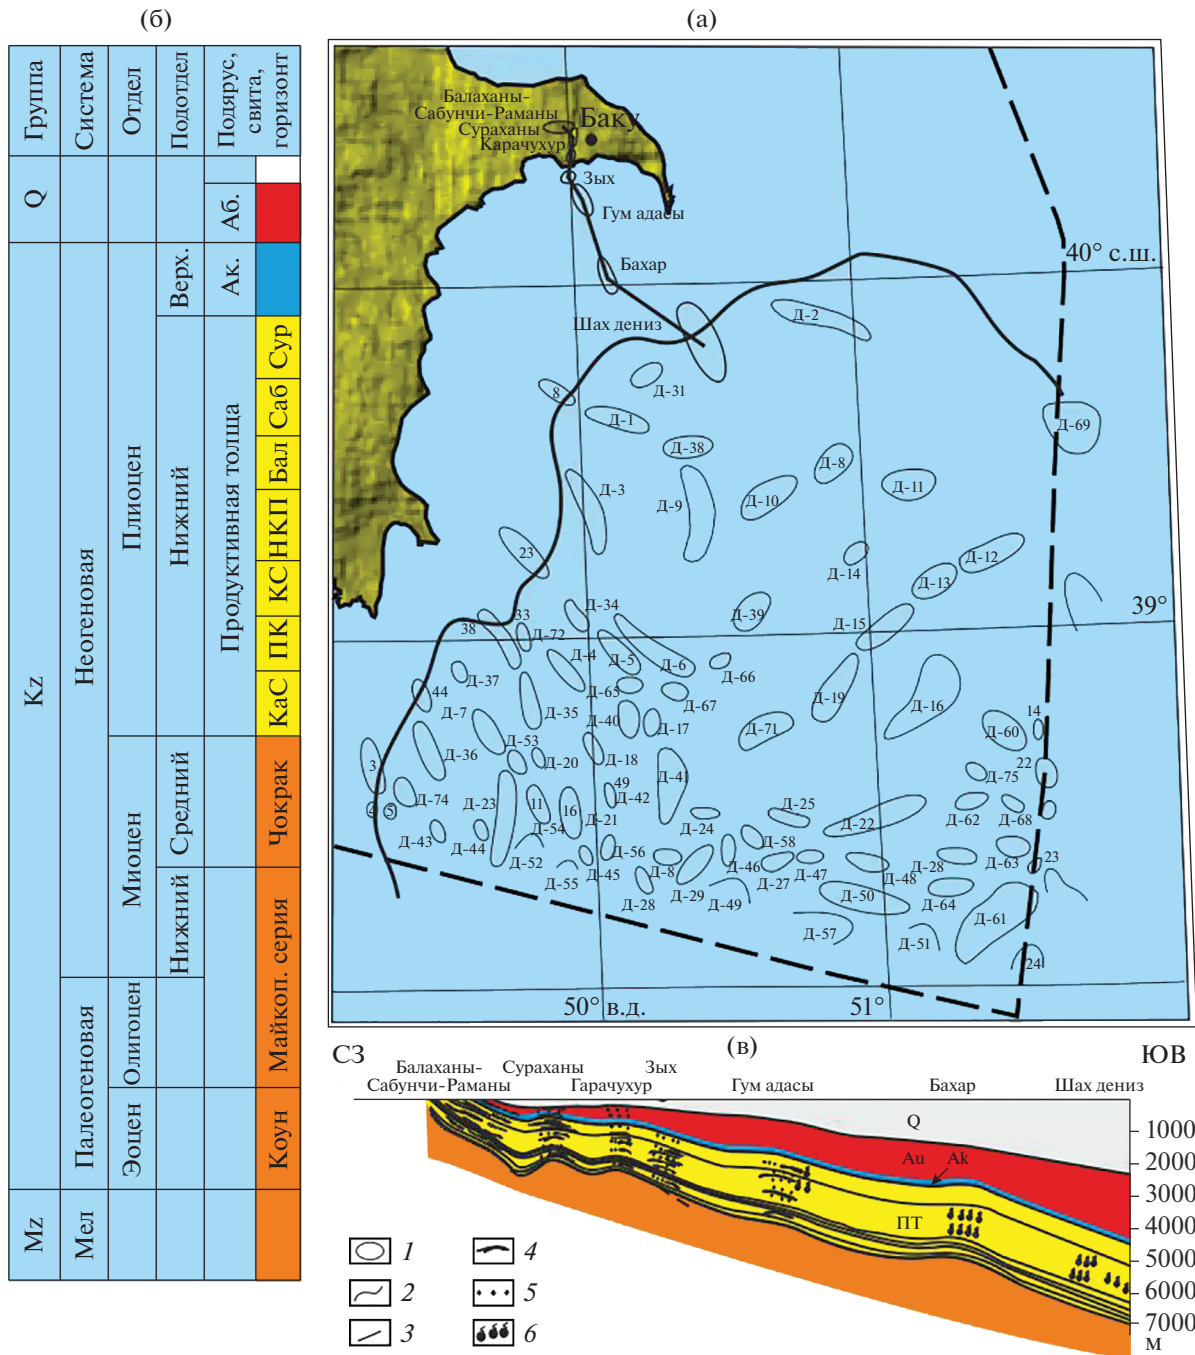 (б)
(а)
Группа
Система
Отдел
Подотдел
Подярус,
свита,
горизонт
Q
Аб.
Kz
Неогеновая
Плиоцен
Верх.
Ак.
Нижний
Продуктивная толща
Сур
Саб
Бал
НКП
КС
ПК
КаС
Миоцен
Средний
Чокрак
Нижний
Майкоп. серия
Палеогеновая
Олигоцен
Эоцен
Коун
Mz
Мел
Балаханы-
Сабунчи-Раманы
Сураханы
Карачухур
Баку
Зых
Гум адасы
Бахар
40° с.ш.
Шах дениз
Д-2
8
Д-31
Д-1
Д-69
Д-38
Д-8
Д-3
Д-9
Д-10
Д-11
23
Д-14
Д-12
Д-13
39°
Д-34
33
38
Д-72
Д-39
Д-15
Д-4
Д-5
Д-6
Д-66
Д-37
44
Д-65
Д-67
Д-19
Д-16
Д-7
Д-35
Д-40
Д-17
Д-71
14
Д-60
Д-36
Д-53
Д-20
Д-18
3
Д-41
22
Д-75
49
Д-42
Д-74
Д-23
11
16
4
5
Д-25
Д-62
Д-68
Д-43
Д-44
Д-54
Д-21
Д-24
Д-22
Д-58
Д-52
Д-56
Д-63
Д-55
Д-45
Д-8
Д-46
Д-47
Д-28
23
Д-29
Д-27
Д-48
Д-28
Д-49
Д-50
Д-64
Д-61
Д-57
Д-51
24
50° в.д.
51°
СЗ
(в)
ЮВ
Балаханы-
Сабунчи-Раманы
Сураханы
Гарачухур
Зых
Гум адасы
Бахар
Шах дениз
Q
Au
Ak
ПТ
1000
2000
3000
4000
5000
6000
7000
м
1
4
2
5
3
6